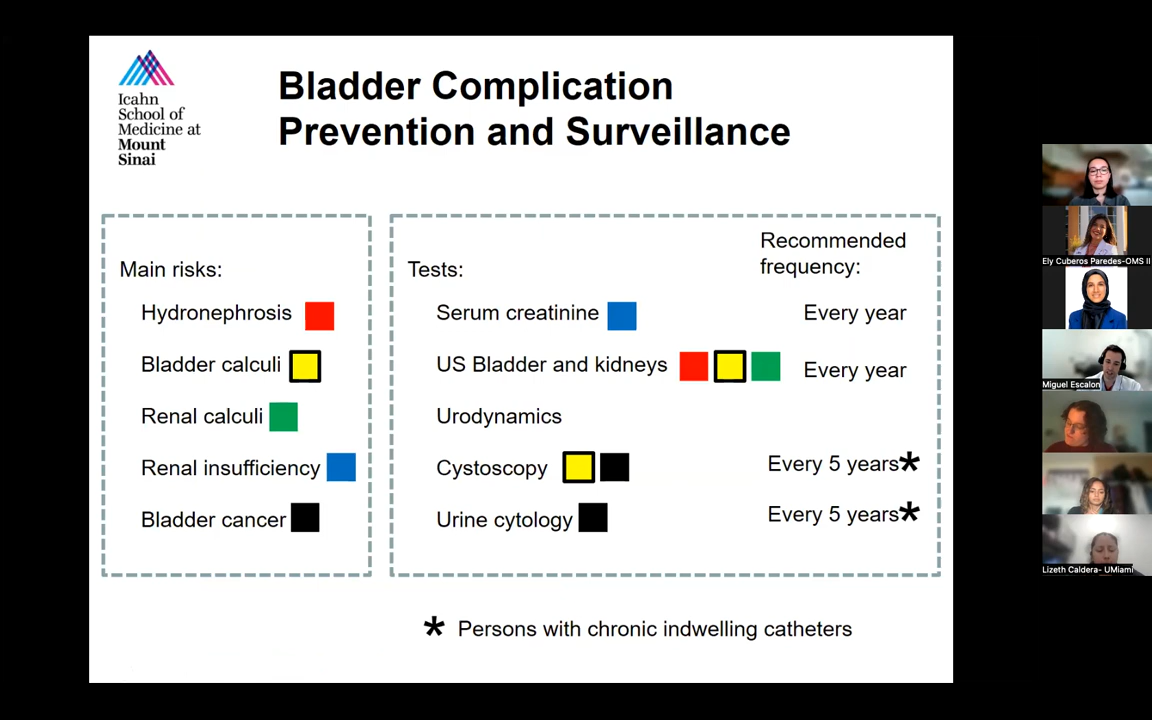 Icahn
School of
Medicine at
Mount
Sinai
Bladder Complication
Prevention and Surveillance
Main risks:
Hydronephrosis
Bladder calculi
Renal calculi
Renal insufficiency
Bladder cancer
Tests:
Recommended
frequency:
Serum creatinine Every year
US Bladder and kidneys Every year
Urodynamics
Cystoscopy Every 5 years*
Urine cytology Every 5 years*
* Persons with chronic indwelling catheters
Ely Cuberos Paredes-OMS II
Miguel Escalon
Lizeth Caldera- UMiami